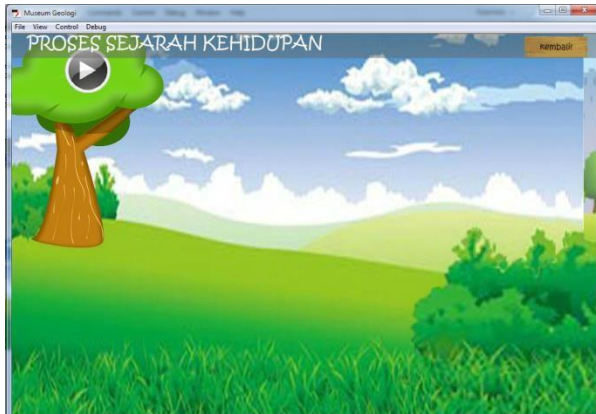 Museum Geologi
File View Control Debug
PROSES SEJARAH KEHIDUPAN
Kembali